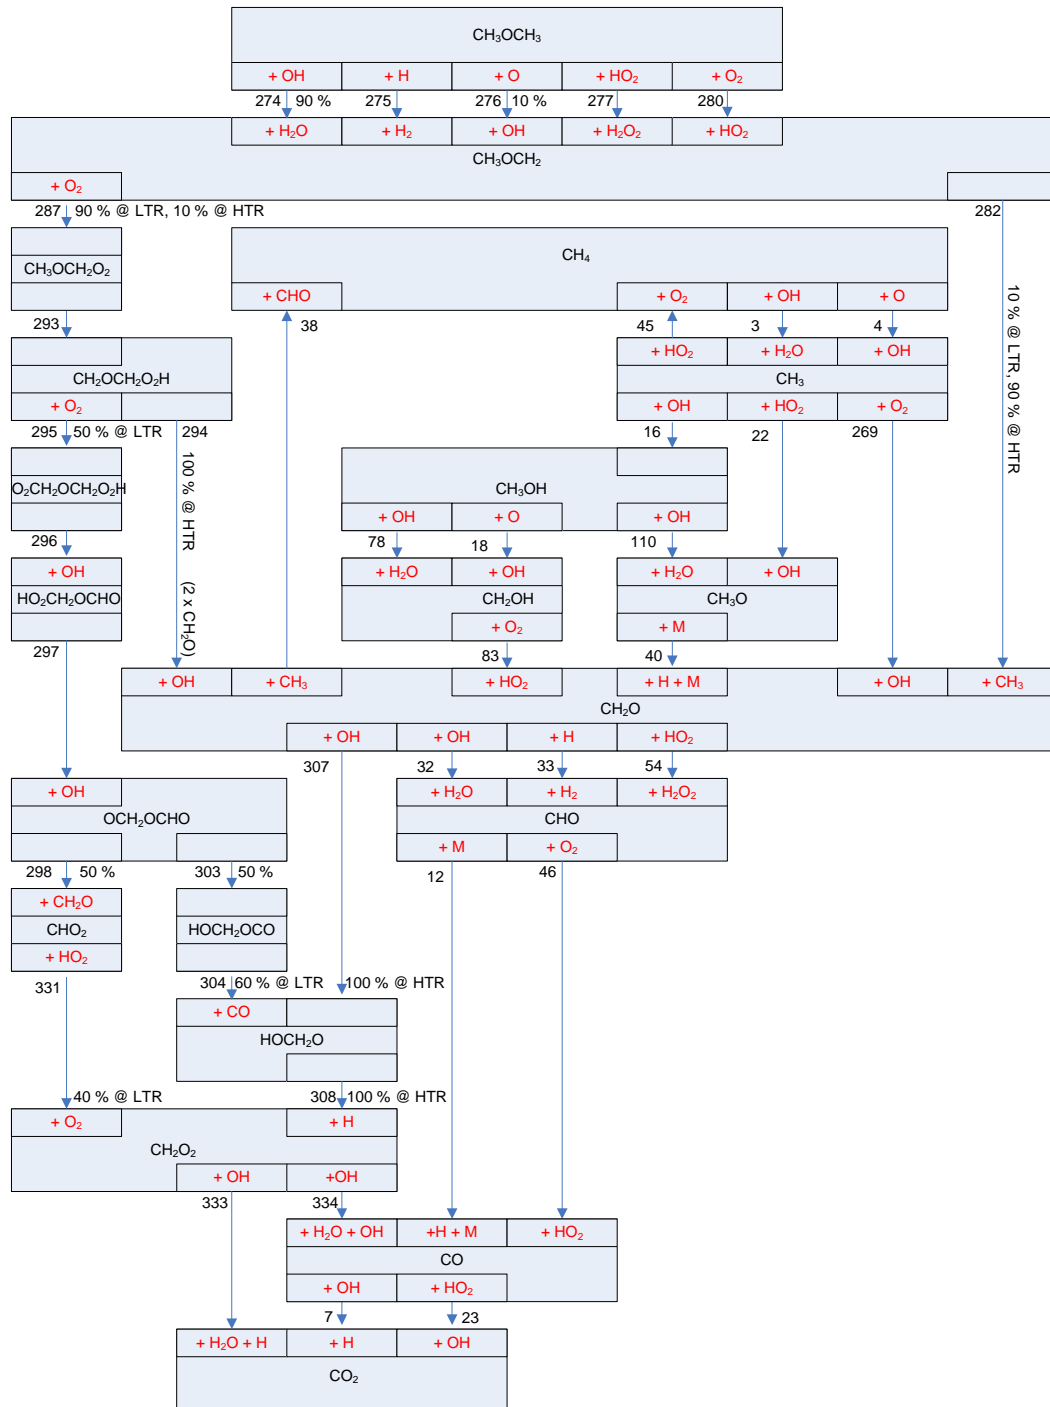 CH₃OCH₃
+ OH + H + O + HO₂ + O₂
274 90 % 275 276 10 % 277 280
+ H₂O + H₂ + OH + H₂O₂ + HO₂
CH₃OCH₂
+ O₂
287 90 % @ LTR, 10 % @ HTR 282
10 % @ LTR, 90 % @ HTR
CH₃OCH₂O₂
CH₄
+ CHO + O₂ + OH + O
293 38 45 3 4
+ HO₂ + H₂O + OH
CH₂OCH₂O₂H CH₃
+ O₂ + OH + HO₂ + O₂
295 50 % @ LTR 294 16 22 269
100 % @ HTR (2 x CH₂O)
O₂CH₂OCH₂O₂H CH₃OH
+ OH + O + OH
296 78 18 110
+ OH + H₂O + OH + H₂O + OH
HO₂CH₂OCHO CH₂OH CH₃O
+ O₂ + M
297 83 40
+ OH + CH₃ + HO₂ + H + M + OH + CH₃
CH₂O
+ OH + OH + H + HO₂
307 32 33 54
+ OH + H₂O + H₂ + H₂O₂
OCH₂OCHO CHO
+ M + O₂
298 50 % 303 50 % 12 46
+ CH₂O
CHO₂ HOCH₂OCO
+ HO₂
331 304 60 % @ LTR 100 % @ HTR
+ CO
HOCH₂O
40 % @ LTR 308 100 % @ HTR
+ O₂ + H
CH₂O₂
+ OH +OH
333 334
+ H₂O + OH +H + M + HO₂
CO
+ OH + HO₂
7 23
+ H₂O + H + H + OH
CO₂